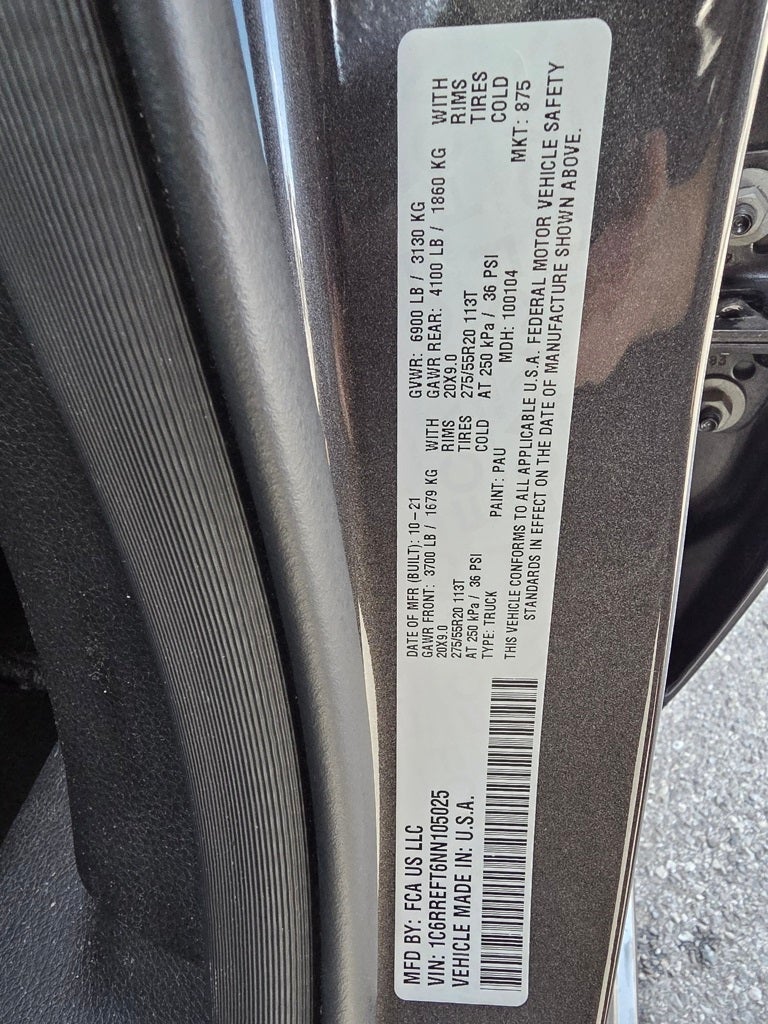 MFD BY: FCA US LLC
VIN: 1C6RREFT6NN105025
VEHICLE MADE IN: U.S.A.
DATE OF MFR (BUILT): 10-21
GAWR FRONT: 3700 LB / 1679 KG WITH
20X9.0 RIMS
275/55R20 113T TIRES
AT 250 kPa / 36 PSI COLD
TYPE: TRUCK PAINT: PAU
GVWR: 6900 LB / 3130 KG
GAWR REAR: 4100 LB / 1860 KG WITH
20X9.0 RIMS
275/55R20 113T TIRES
AT 250 kPa / 36 PSI COLD
MDH: 100104 MKT: 875
THIS VEHICLE CONFORMS TO ALL APPLICABLE U.S.A. FEDERAL MOTOR VEHICLE SAFETY
STANDARDS IN EFFECT ON THE DATE OF MANUFACTURE SHOWN ABOVE.